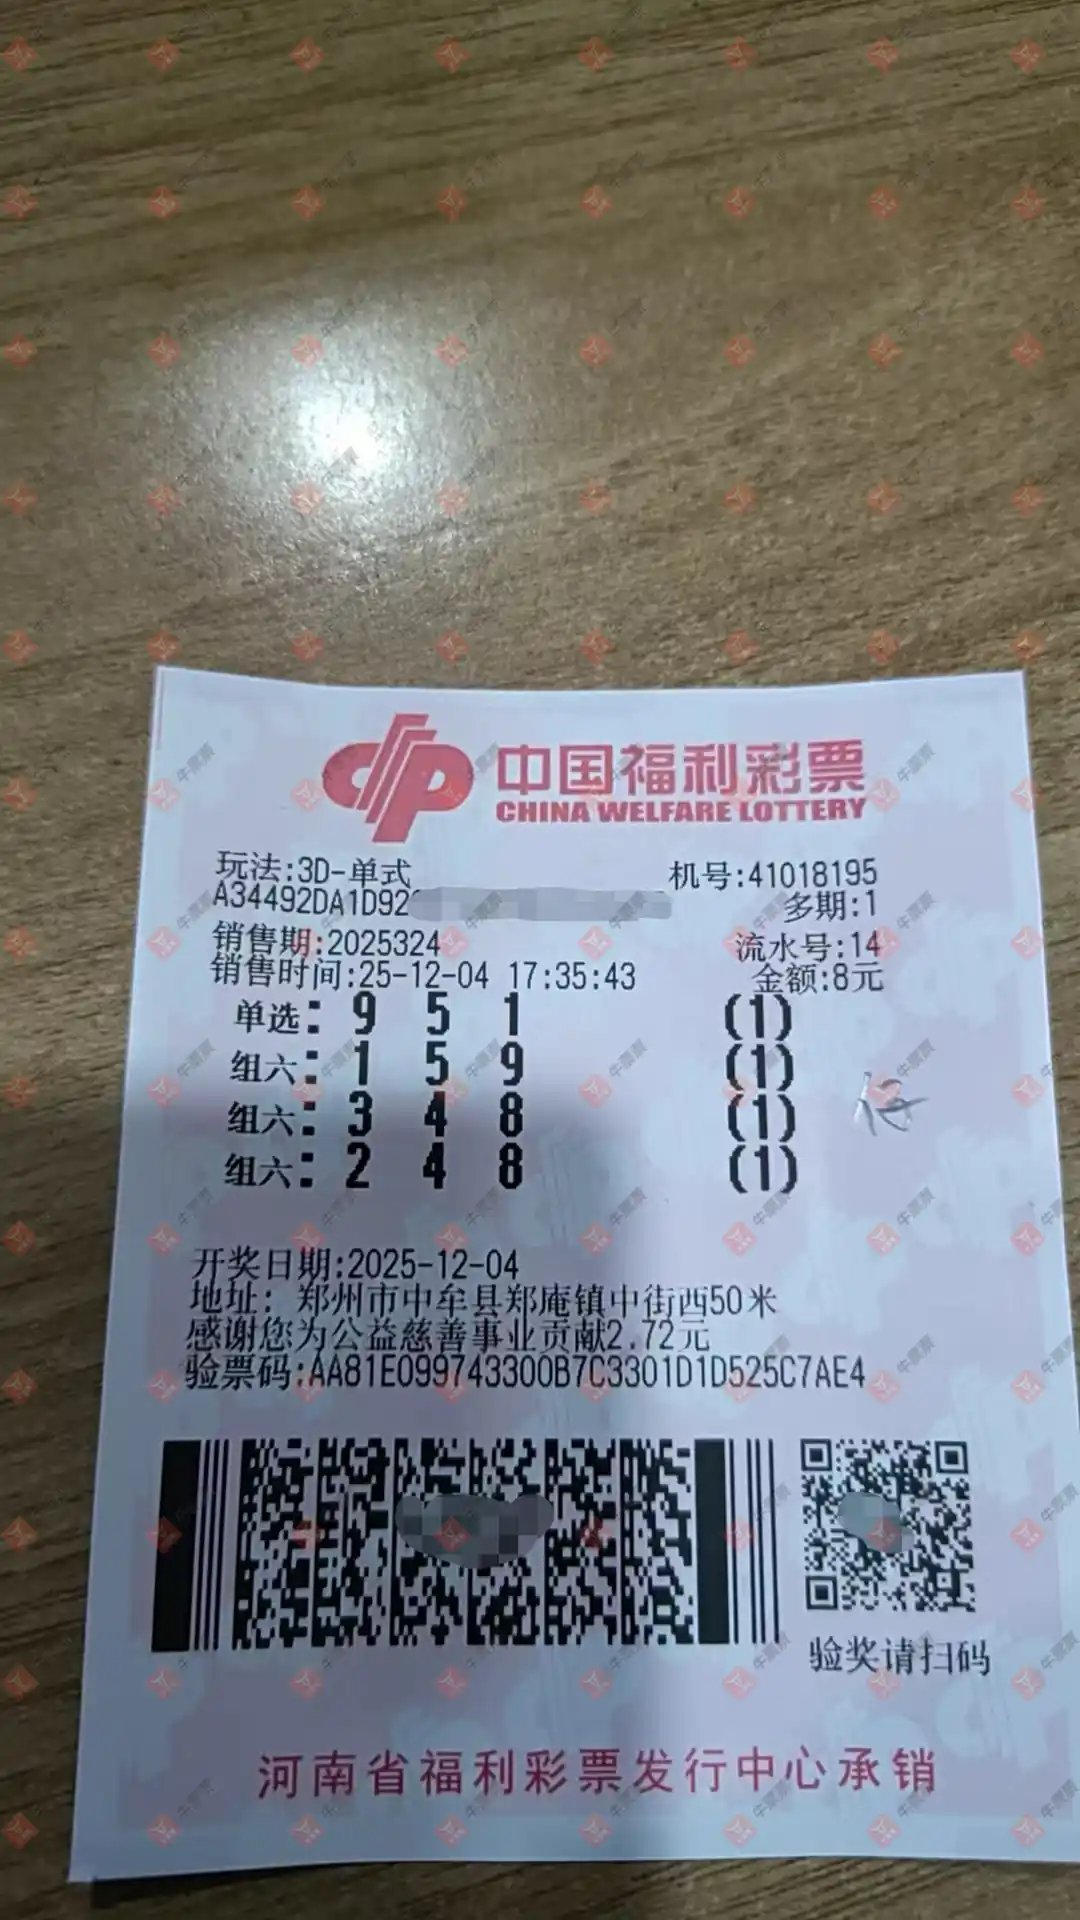 中国福利彩票
CHINA WELFARE LOTTERY
玩法:3D-单式 机号:41018195
A34492DA1D92 多期:1
销售期:2025324 流水号:14
销售时间:25-12-04 17:35:43 金额:8元
单选: 9 5 1 (1)
组六: 1 5 9 (1)
组六: 3 4 8 (1)
组六: 2 4 8 (1)
开奖日期:2025-12-04
地址: 郑州市中牟县郑庵镇中街西50米
感谢您为公益慈善事业贡献2.72元
验票码:AA81E099743300B7C3301D1D525C7AE4
验奖请扫码
河南省福利彩票发行中心承销